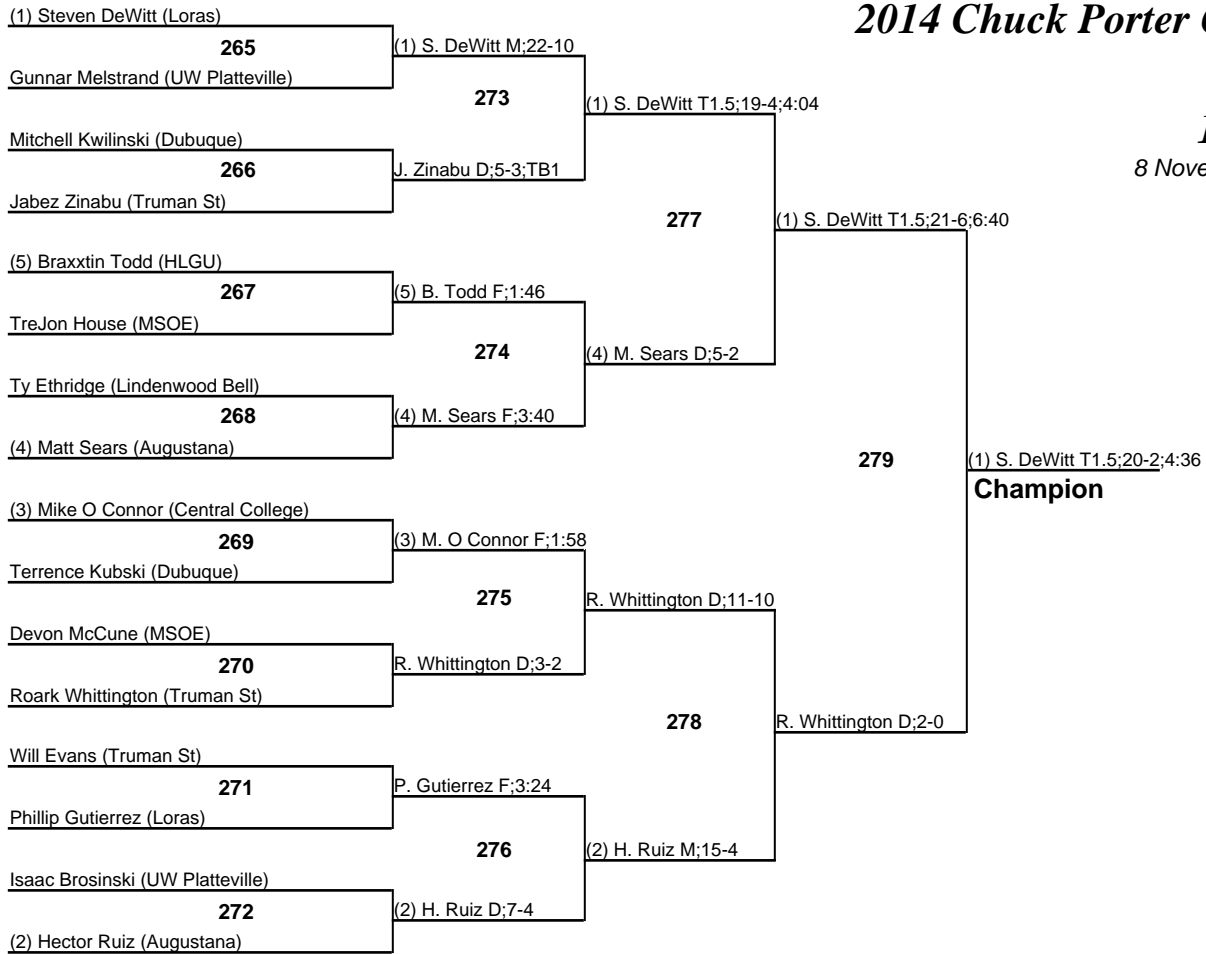 2014 Chuck Porter
8
(1) Steven DeWitt (Loras)
265
Gunnar Melstrand (UW Platteville)
Mitchell Kwilinski (Dubuque)
266
Jabez Zinabu (Truman St)
(5) Braxxtin Todd (HLGU)
267
TreJon House (MSOE)
Ty Ethridge (Lindenwood Bell)
268
(4) Matt Sears (Augustana)
(3) Mike O Connor (Central College)
269
Terrence Kubski (Dubuque)
Devon McCune (MSOE)
270
Roark Whittington (Truman St)
Will Evans (Truman St)
271
Phillip Gutierrez (Loras)
Isaac Brosinski (UW Platteville)
272
(2) Hector Ruiz (Augustana)
(1) S. DeWitt M;22-10
273
J. Zinabu D;5-3;TB1
(5) B. Todd F;1:46
274
(4) M. Sears F;3:40
(3) M. O Connor F;1:58
275
R. Whittington D;3-2
P. Gutierrez F;3:24
276
(2) H. Ruiz D;7-4
(1) S. DeWitt T1.5;19-4;4:04
277
(4) M. Sears D;5-2
R. Whittington D;11-10
278
(2) H. Ruiz M;15-4
(1) S. DeWitt T1.5;21-6;6:40
279
R. Whittington D;2-0
(1) S. DeWitt T1.5;20-2;4:36
Champion